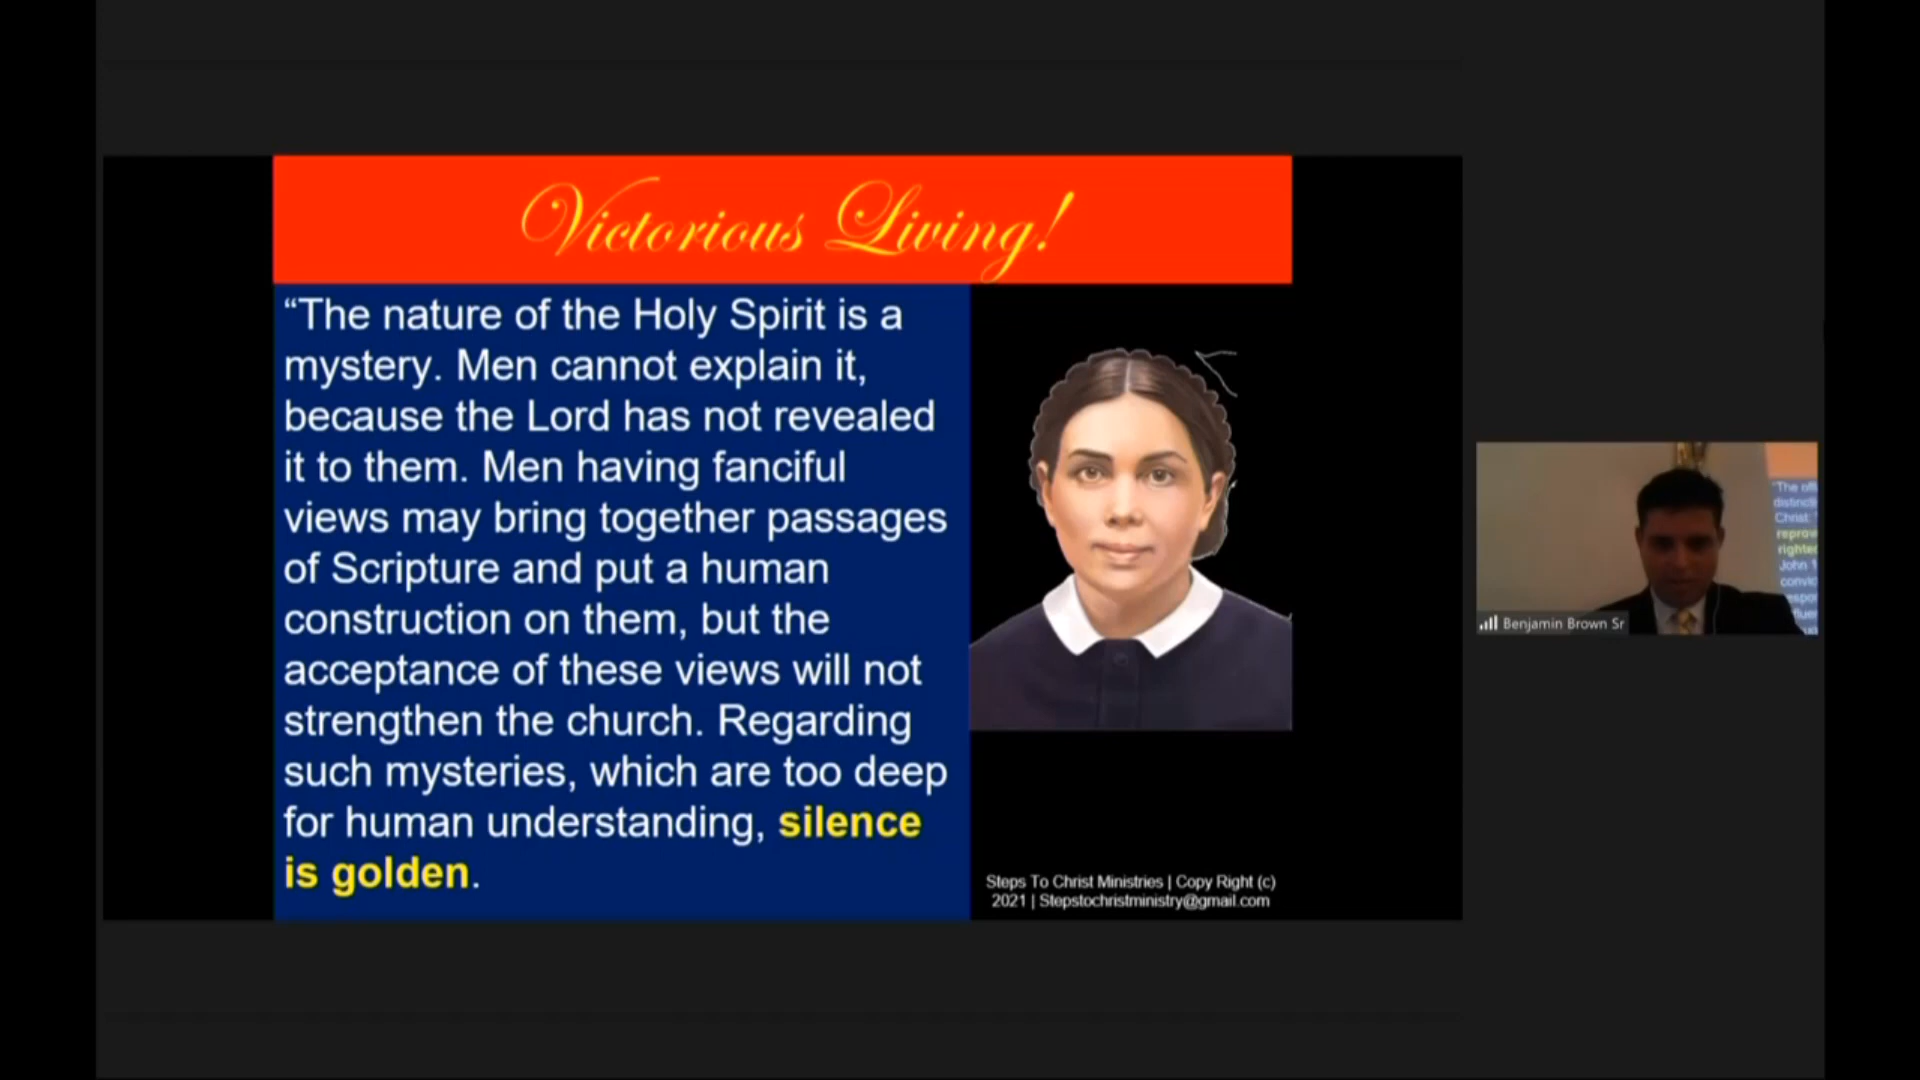 Victorious Living!
“The nature of the Holy Spirit is a
mystery. Men cannot explain it,
because the Lord has not revealed
it to them. Men having fanciful
views may bring together passages
of Scripture and put a human
construction on them, but the
acceptance of these views will not
strengthen the church. Regarding
such mysteries, which are too deep
for human understanding, silence
is golden.
Steps To Christ Ministries | Copy Right (c)
2021 | Stepstochristministry@gmail.com
Benjamin Brown Sr
"The
Christ:
John